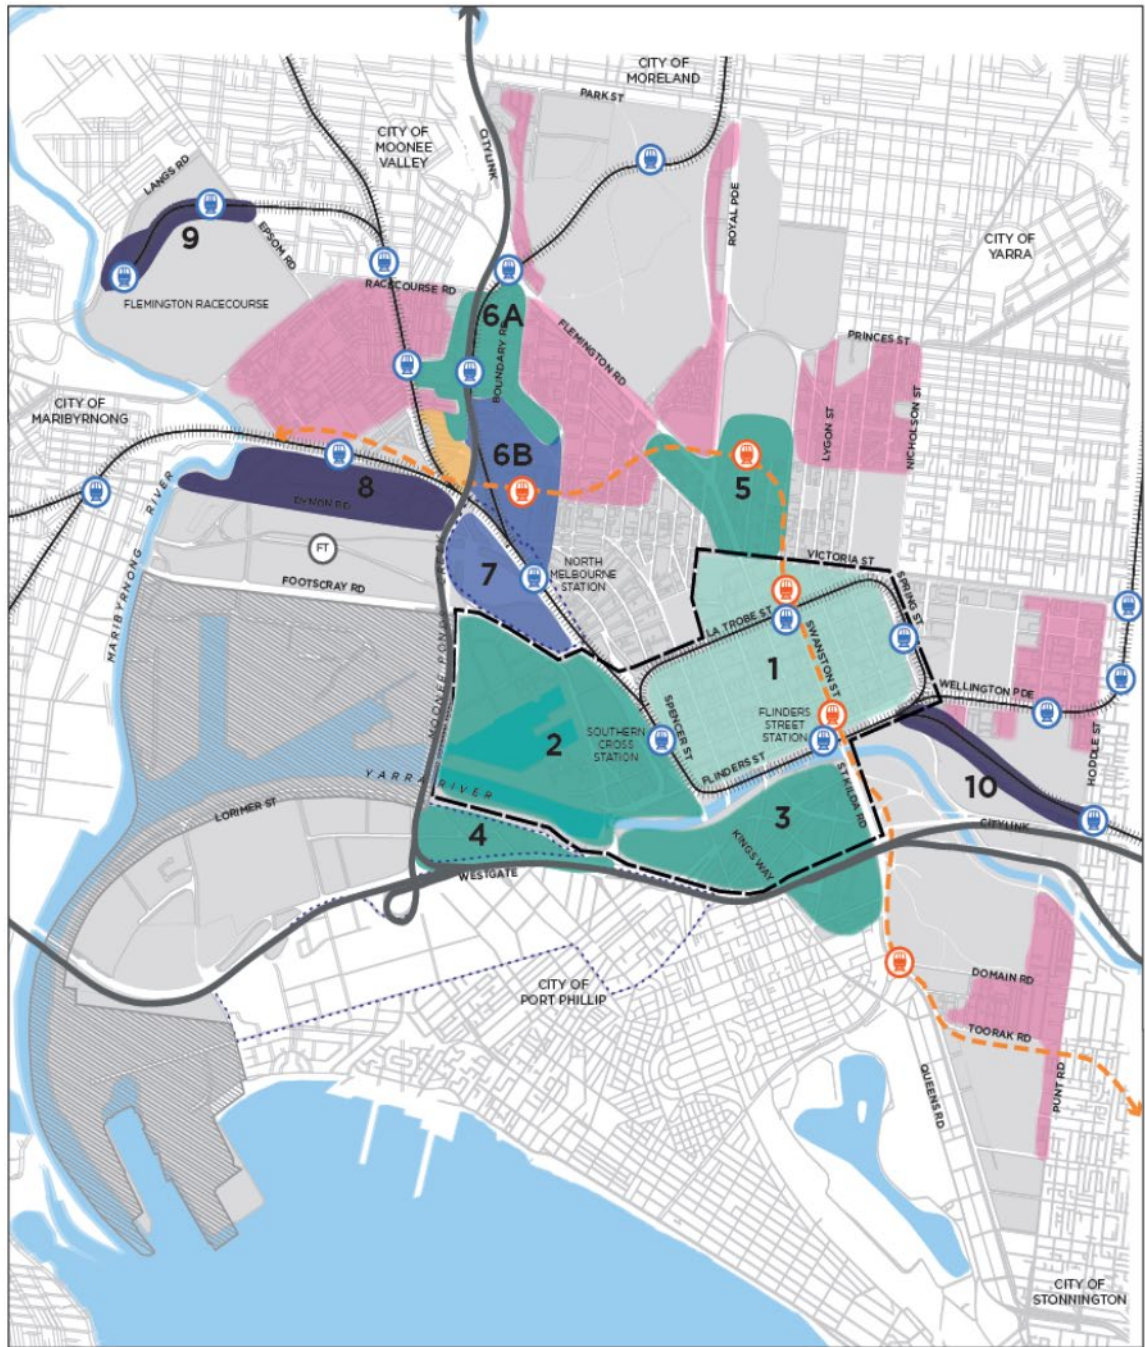 CITY OF
MORELAND
PARK ST
CITY OF
MOONEE
VALLEY
CITYLINK
LANGS RD
ROYAL PDE
9
EPSOM RD
CITY OF
YARRA
FLEMINGTON RACECOURSE
RACECOURSE RD
6A
BOUNDARY RD
FLEMINGTON RD
PRINCES ST
CITY OF
MARIBYRNONG
LYGON ST
NICHOLSON ST
6B
8
5
DYNON RD
MARIBYRNONG RIVER
FT
FOOTSCRAY RD
7
NORTH
MELBOURNE
STATION
VICTORIA ST
SPRING ST
LA TROBE ST
SWANSTON ST
1
WELLINGTON PDE
SPENCER ST
FLINDERS
STREET
STATION
2
SOUTHERN
CROSS
STATION
FLINDERS ST
HODDLE ST
ST KILDA RD
10
YARRA RIVER
LORIMER ST
3
CITYLINK
4
KINGS WAY
WESTGATE
CITY OF
PORT PHILLIP
DOMAIN RD
TOORAK RD
QUEENS RD
PUNT RD
CITY OF
STONNINGTON